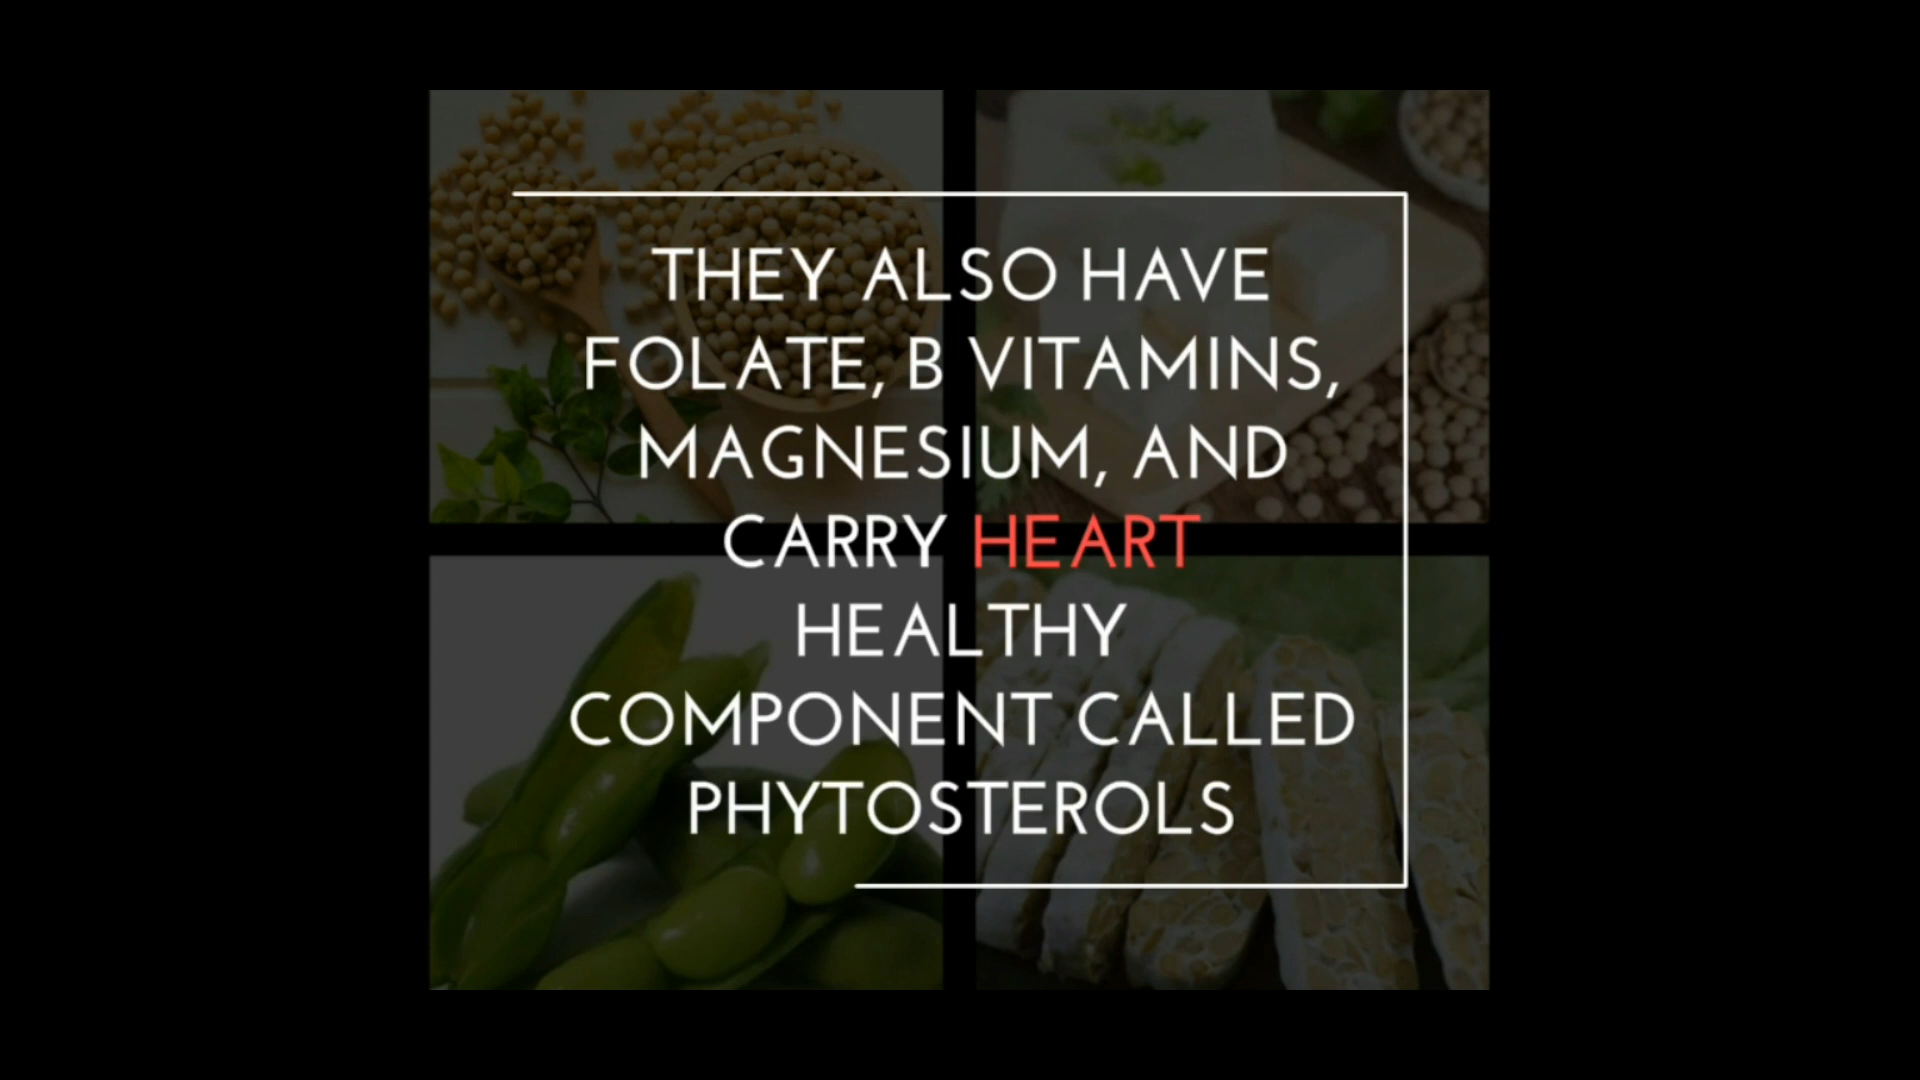 THEY ALSO HAVE
FOLATE, B VITAMINS,
MAGNESIUM, AND
CARRY HEART
HEALTHY
COMPONENT CALLED
PHYTOSTEROLS